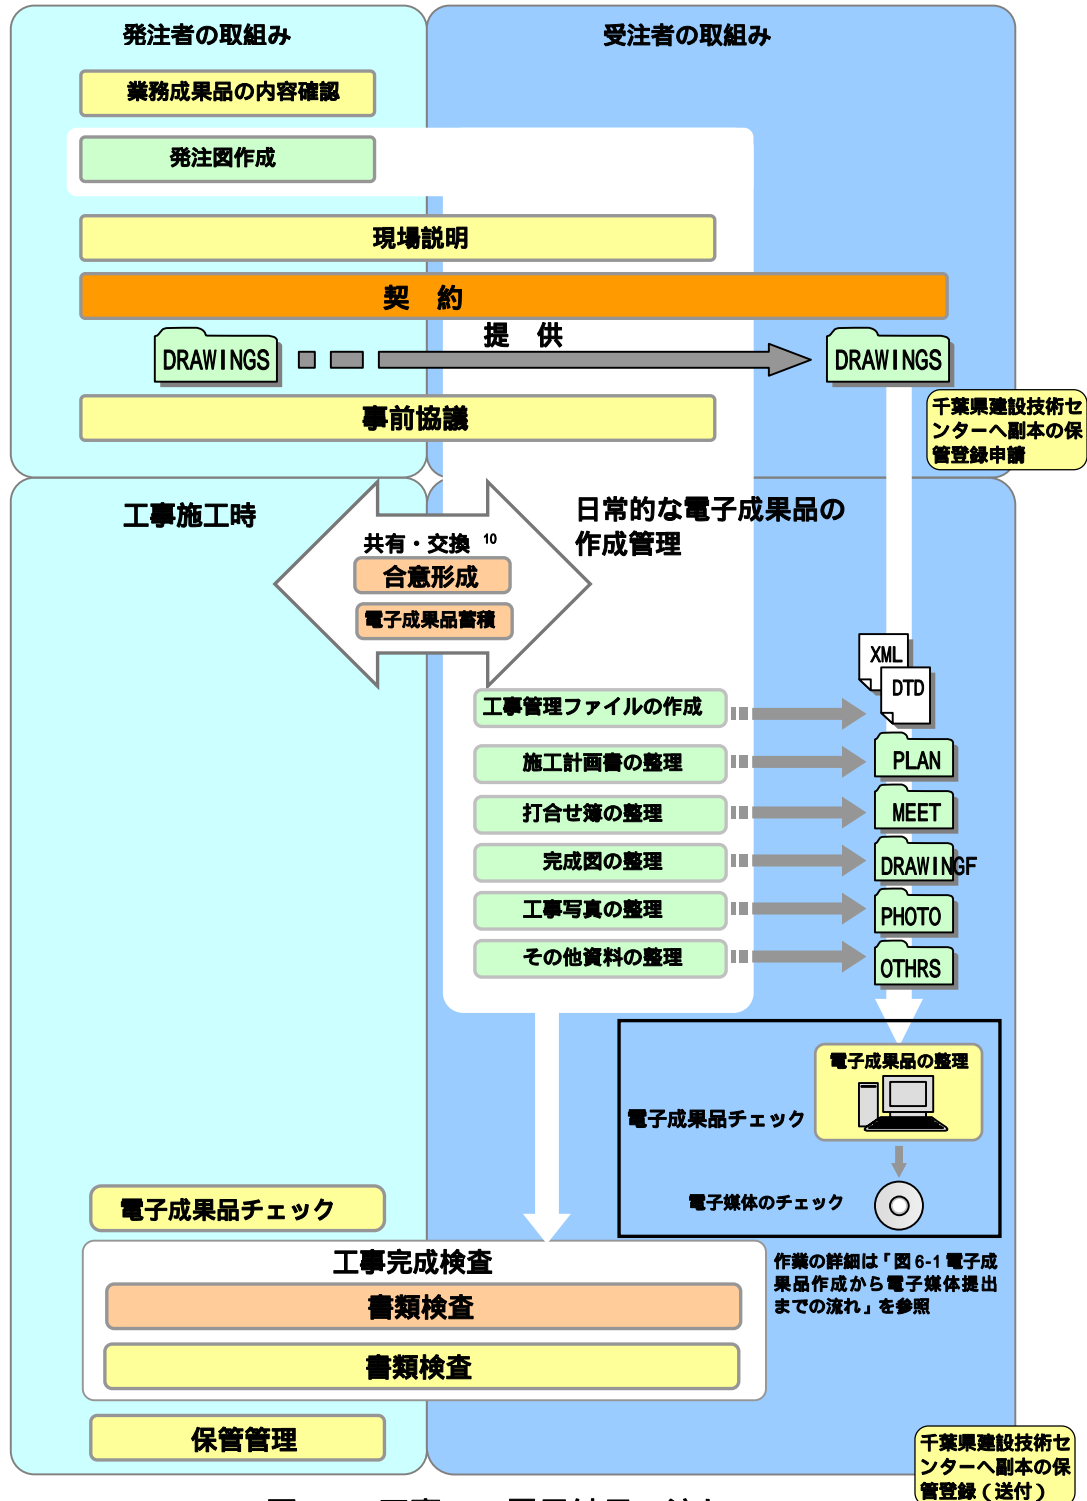 発注者の取組み
受注者の取組み
業務成果品の内容確認
発注図作成
現場説明
契　約
提　供
DRAWINGS
DRAWINGS
事前協議
千葉県建設技術セ
ンターへ副本の保
管登録申請
工事施工時
日常的な電子成果品の
作成管理
共有・交換 10
合意形成
電子成果品蓄積
XML
DTD
工事管理ファイルの作成
施工計画書の整理
PLAN
打合せ簿の整理
MEET
完成図の整理
DRAWINGF
工事写真の整理
PHOTO
その他資料の整理
OTHRS
電子成果品の整理
電子成果品チェック
電子媒体のチェック
電子成果品チェック
工事完成検査
書類検査
書類検査
作業の詳細は「図 6-1 電子成
果品作成から電子媒体提出
までの流れ」を参照
保管管理
千葉県建設技術セ
ンターへ副本の保
管登録（送付）